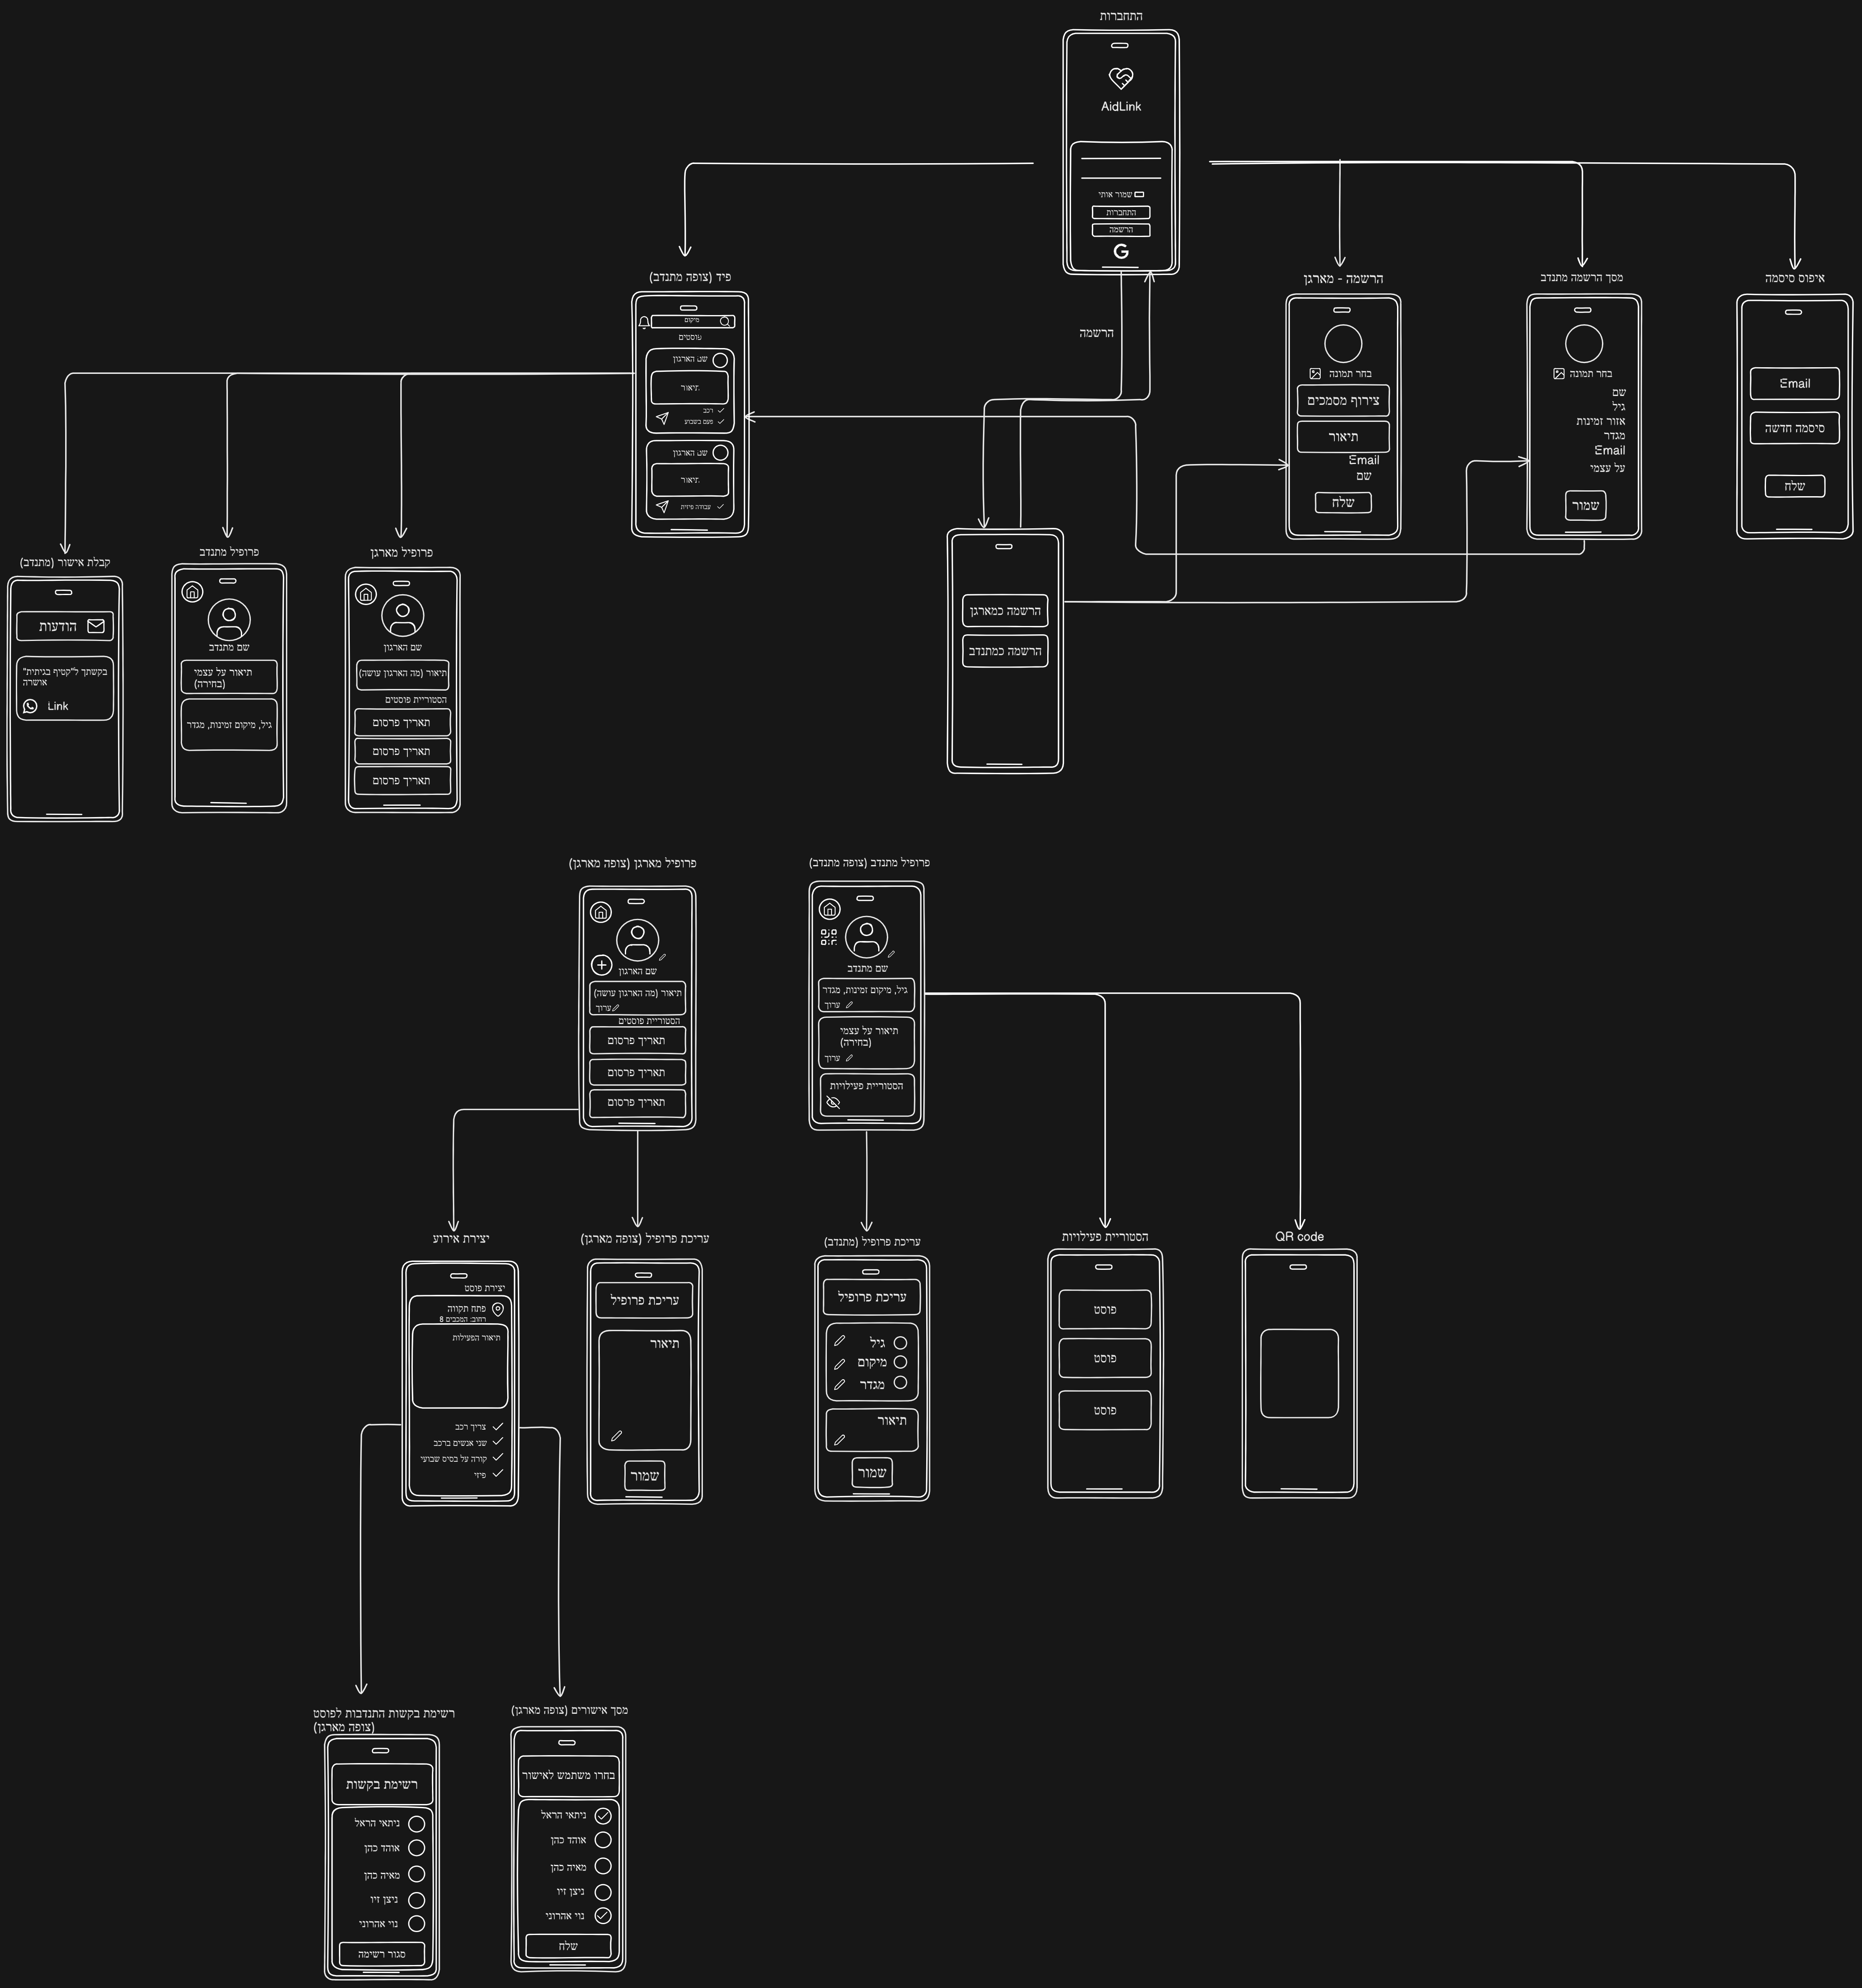 התחברות
AidLink
שמור אותי
התחברות
הרשמה
G
פיד (צופה מתנדב)
מיקום
פוסטים
שם הארגון
תיאור
רכב
פעם בשבוע
שם הארגון
תיאור
עבודה פיזית
הרשמה
הרשמה - מארגן
בחר תמונה
צירוף מסמכים
תיאור
Email
שם
שלח
מסך הרשמה מתנדב
בחר תמונה
שם
גיל
אזור זמינות
מגדר
Email
על עצמי
שמור
איפוס סיסמה
Email
סיסמה חדשה
שלח
הרשמה כמארגן
הרשמה כמתנדב
קבלת אישור (מתנדב)
הודעות
בקשתך ל"קטיף בגיתית"
אושרה
Link
פרופיל מתנדב
שם מתנדב
תיאור על עצמי
(בחירה)
גיל, מיקום זמינות, מגדר
פרופיל מארגן
שם הארגון
תיאור (מה הארגון עושה)
הסטוריית פוסטים
תאריך פרסום
תאריך פרסום
תאריך פרסום
פרופיל מארגן (צופה מארגן)
שם הארגון
תיאור (מה הארגון עושה)
ערוך
הסטוריית פוסטים
תאריך פרסום
תאריך פרסום
תאריך פרסום
פרופיל מתנדב (צופה מתנדב)
שם מתנדב
גיל, מיקום זמינות, מגדר
ערוך
תיאור על עצמי
(בחירה)
ערוך
הסטוריית פעילויות
יצירת אירוע
יצירת פוסט
פתח תקווה
רחוב: המכבים 8
תיאור הפעילות
צריך רכב
שני אנשים ברכב
קורה על בסיס שבועי
פיזי
עריכת פרופיל (צופה מארגן)
עריכת פרופיל
תיאור
שמור
עריכת פרופיל (מתנדב)
עריכת פרופיל
גיל
מיקום
מגדר
תיאור
שמור
הסטוריית פעילויות
פוסט
פוסט
פוסט
QR code
רשימת בקשות התנדבות לפוסט
(צופה מארגן)
רשימת בקשות
ניתאי הראל
אוהד כהן
מאיה כהן
ניצן זיו
נוי אהרוני
סגור רשימה
מסך אישורים (צופה מארגן)
בחרו משתמש לאישור
ניתאי הראל
אוהד כהן
מאיה כהן
ניצן זיו
נוי אהרוני
שלח